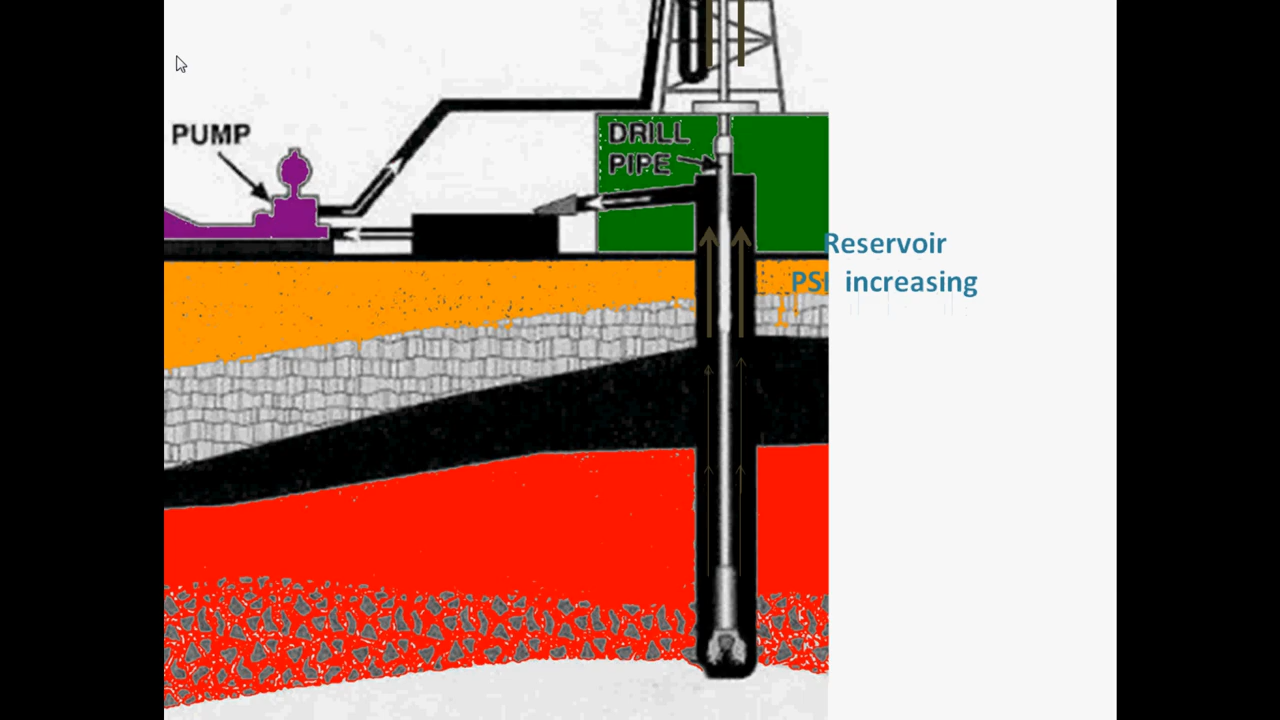 PUMP
DRILL
PIPE
Reservoir
PSI increasing